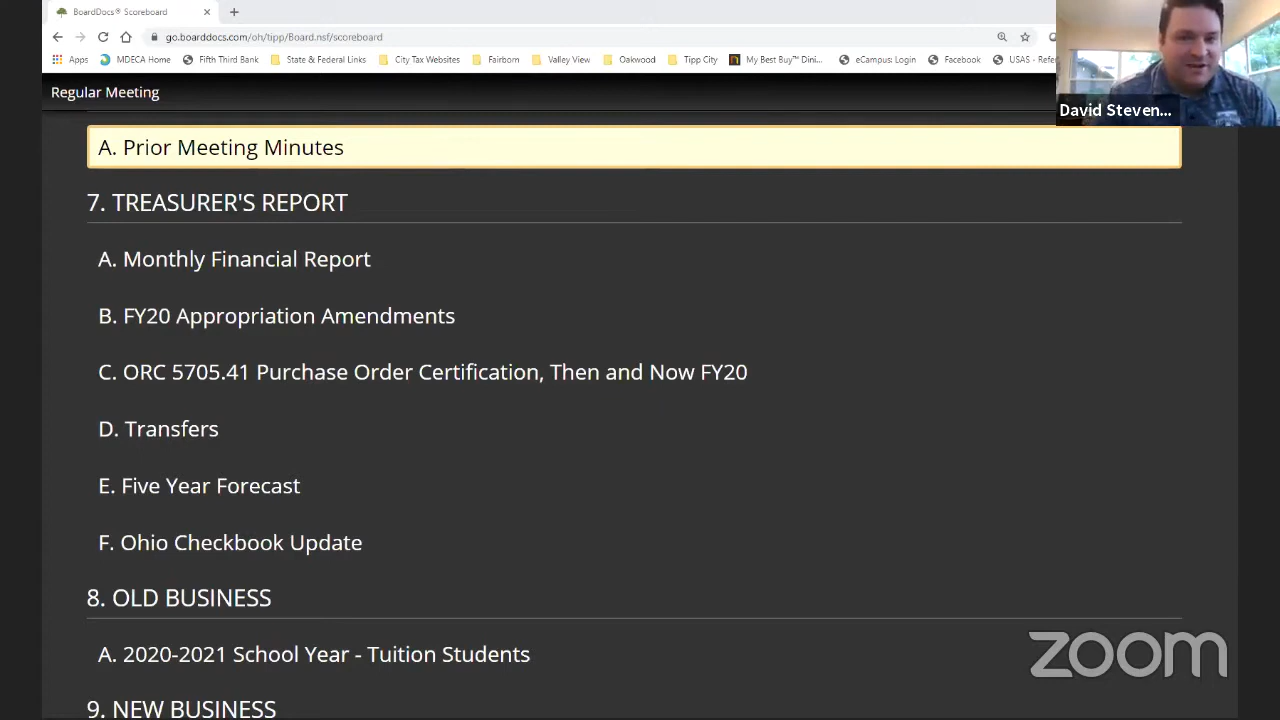 BoardDocs® Scoreboard
go.boarddocs.com/oh/tipp/Board.nsf/scoreboard
Apps MDECA Home Fifth Third Bank State & Federal Links City Tax Websites Fairborn Valley View Oakwood Tipp City My Best Buy™ Dini... eCampus: Login Facebook USAS - Refe
Regular Meeting
David Steven...
A. Prior Meeting Minutes
7. TREASURER'S REPORT
A. Monthly Financial Report
B. FY20 Appropriation Amendments
C. ORC 5705.41 Purchase Order Certification, Then and Now FY20
D. Transfers
E. Five Year Forecast
F. Ohio Checkbook Update
8. OLD BUSINESS
A. 2020-2021 School Year - Tuition Students
9. NEW BUSINESS
zoom